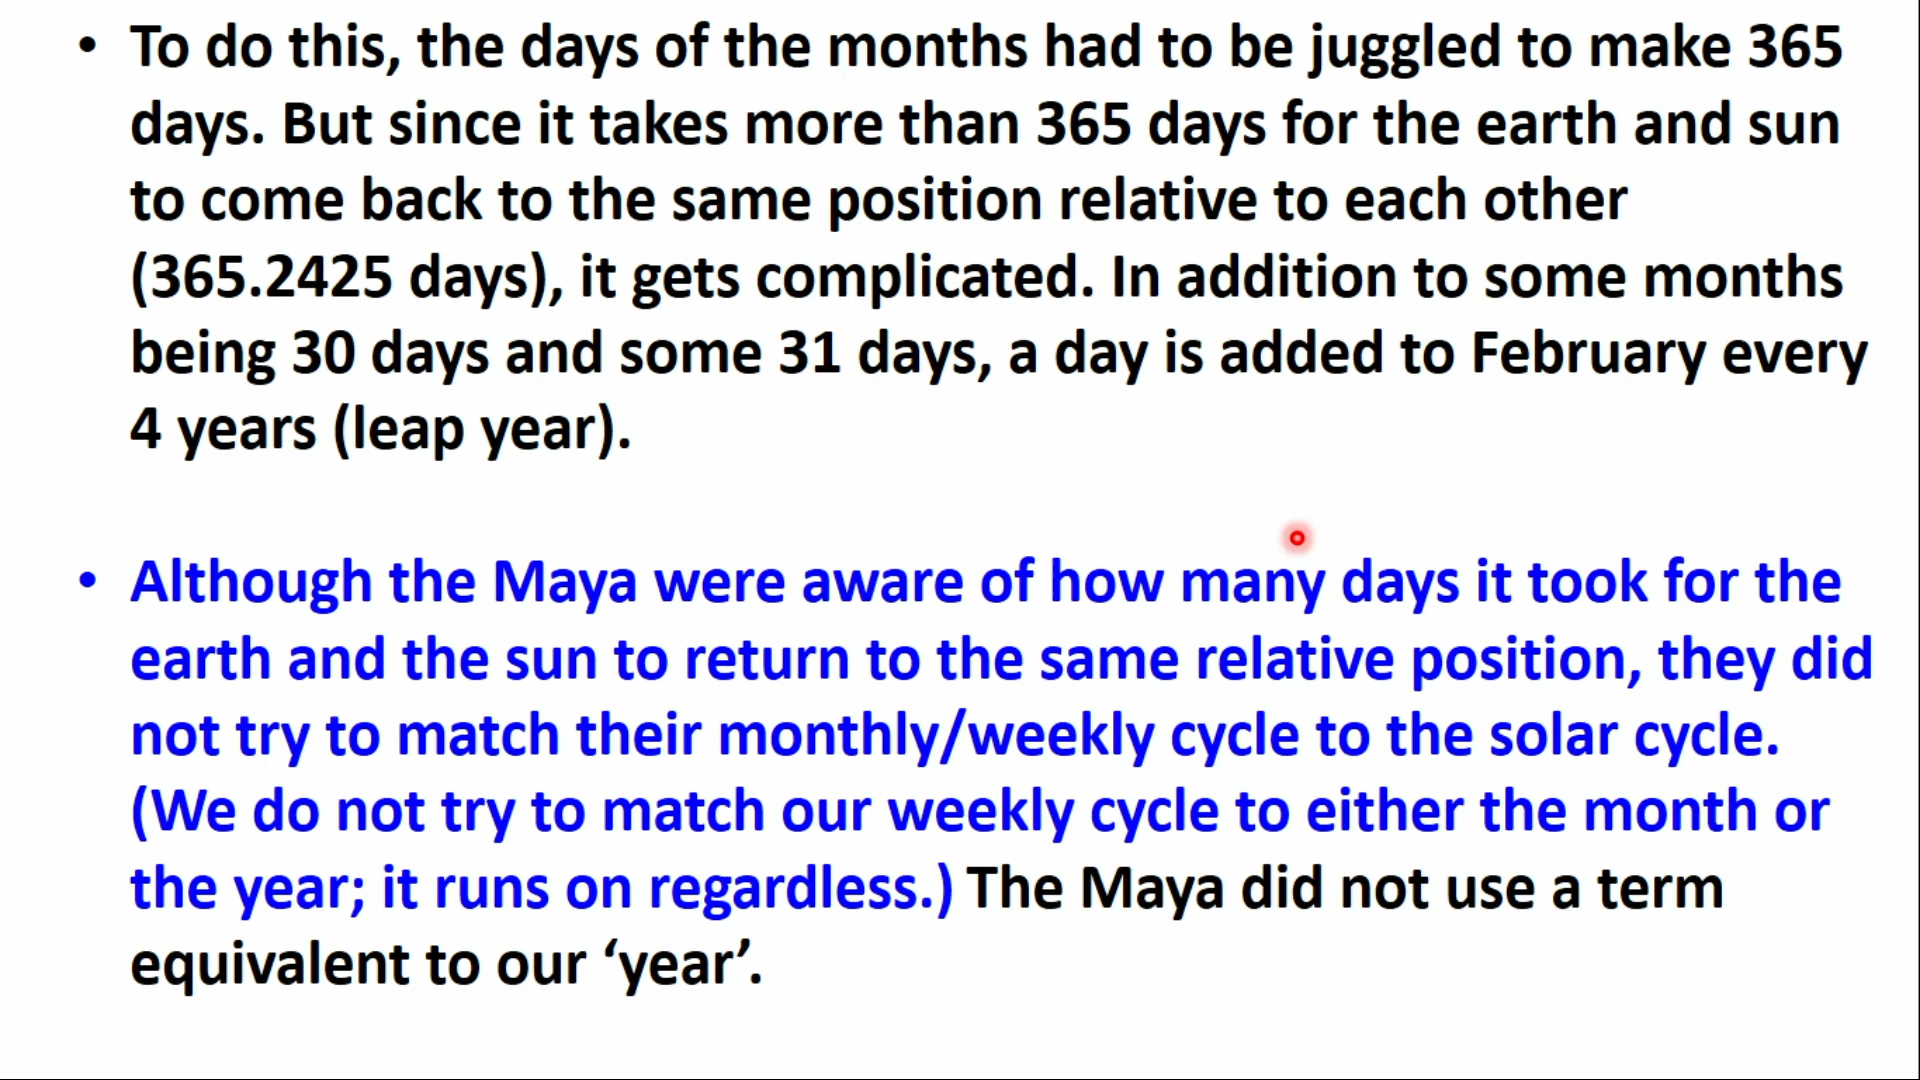 • To do this, the days of the months had to be juggled to make 365
days. But since it takes more than 365 days for the earth and sun
to come back to the same position relative to each other
(365.2425 days), it gets complicated. In addition to some months
being 30 days and some 31 days, a day is added to February every
4 years (leap year).
• Although the Maya were aware of how many days it took for the
earth and the sun to return to the same relative position, they did
not try to match their monthly/weekly cycle to the solar cycle.
(We do not try to match our weekly cycle to either the month or
the year; it runs on regardless.) The Maya did not use a term
equivalent to our ‘year’.